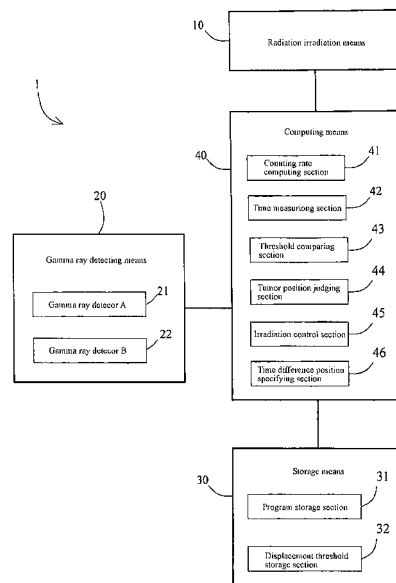 10
Radiation irradiation means
1
Computing means
40
41
Counting rate
computing section
42
Time measuriong section
43
Threshold comparing
section
44
Tumor position judging
section
45
Irradiation control section
46
Time difference position
specifying section
20
Gamma ray detecting means
21
Gamma ray detecor A
22
Gamma ray detecor B
Storage means
30
31
Program storage section
32
Displacement threshold
storage section